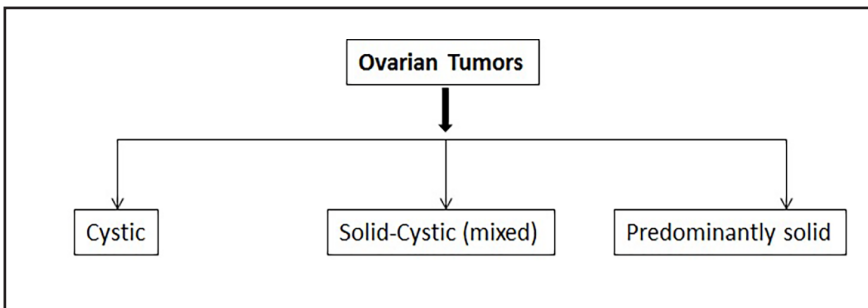 Ovarian Tumors
Cystic
Solid-Cystic (mixed)
Predominantly solid